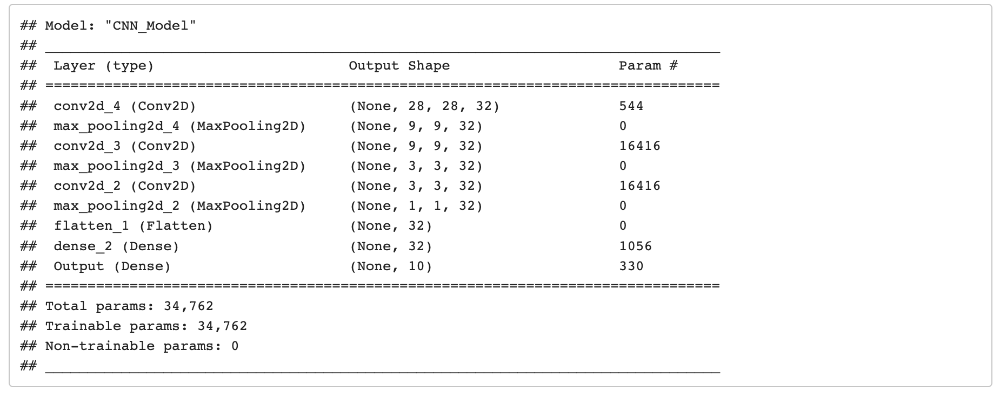 ## Model: "CNN_Model"
## ________________________________________________________________________________
##  Layer (type)                       Output Shape                    Param #
## ================================================================================
##  conv2d_4 (Conv2D)                  (None, 28, 28, 32)              544
##  max_pooling2d_4 (MaxPooling2D)     (None, 9, 9, 32)                0
##  conv2d_3 (Conv2D)                  (None, 9, 9, 32)                16416
##  max_pooling2d_3 (MaxPooling2D)     (None, 3, 3, 32)                0
##  conv2d_2 (Conv2D)                  (None, 3, 3, 32)                16416
##  max_pooling2d_2 (MaxPooling2D)     (None, 1, 1, 32)                0
##  flatten_1 (Flatten)                (None, 32)                      0
##  dense_2 (Dense)                    (None, 32)                      1056
##  Output (Dense)                     (None, 10)                      330
## ================================================================================
## Total params: 34,762
## Trainable params: 34,762
## Non-trainable params: 0
## ________________________________________________________________________________